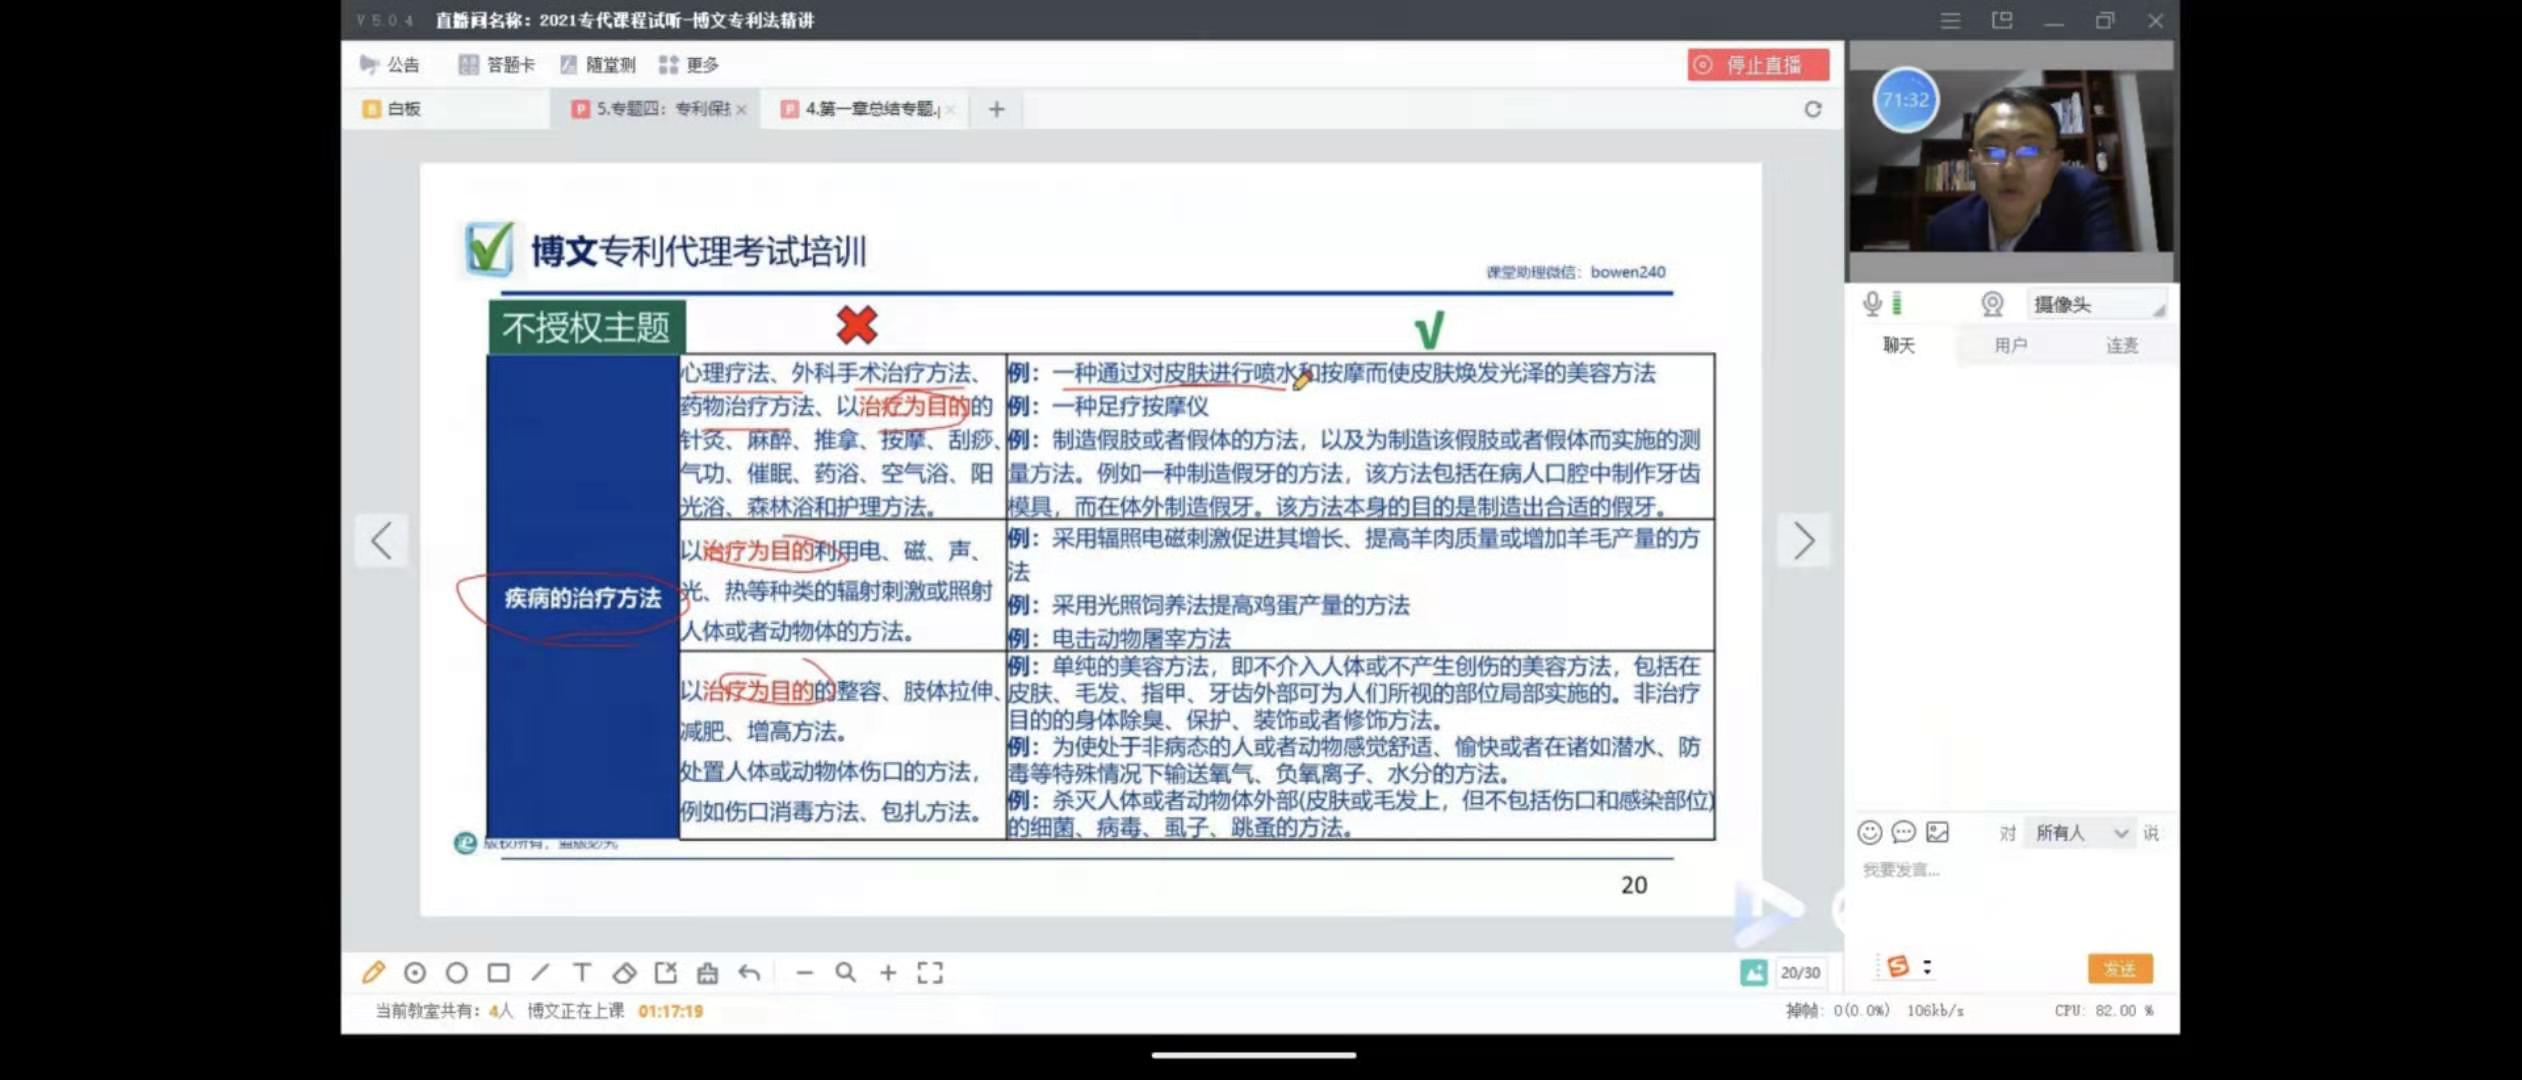 V 5.0.4 直播间名称：2021专代课程试听-博文专利法精讲
公告 答题卡 随堂测 更多 停止直播
白板 5.专题四：专利保 4.第一章总结专题.
71:32
博文专利代理考试培训
课堂助理微信：bowen240
不授权主题
疾病的治疗方法
心理疗法、外科手术治疗方法、
药物治疗方法、以治疗为目的的
针灸、麻醉、推拿、按摩、刮痧、
气功、催眠、药浴、空气浴、阳
光浴、森林浴和护理方法。
例：一种通过对皮肤进行喷水和按摩而使皮肤焕发光泽的美容方法
例：一种足疗按摩仪
例：制造假肢或者假体的方法，以及为制造该假肢或者假体而实施的测
量方法。例如一种制造假牙的方法，该方法包括在病人口腔中制作牙齿
模具，而在体外制造假牙。该方法本身的目的是制造出合适的假牙。
以治疗为目的利用电、磁、声、
光、热等种类的辐射刺激或照射
人体或者动物体的方法。
例：采用辐照电磁刺激促进其增长、提高羊肉质量或增加羊毛产量的方
法
例：采用光照饲养法提高鸡蛋产量的方法
例：电击动物屠宰方法
以治疗为目的的整容、肢体拉伸、
减肥、增高方法。
处置人体或动物体伤口的方法，
例如伤口消毒方法、包扎方法。
例：单纯的美容方法，即不介入人体或不产生创伤的美容方法，包括在
皮肤、毛发、指甲、牙齿外部可为人们所视的部位局部实施的。非治疗
目的的身体除臭、保护、装饰或者修饰方法。
例：为使处于非病态的人或者动物感觉舒适、愉快或者在诸如潜水、防
毒等特殊情况下输送氧气、负氧离子、水分的方法。
例：杀灭人体或者动物体外部(皮肤或毛发上，但不包括伤口和感染部位)
的细菌、病毒、虱子、跳蚤的方法。
版权所有，盗版必究
20
摄像头
聊天 用户 连麦
对 所有人 说
我要发言...
发送
20/30
当前教室共有：4人 博文正在上课 01:17:19
掉帧：0(0.0%) 106kb/s CPU: 82.00 %